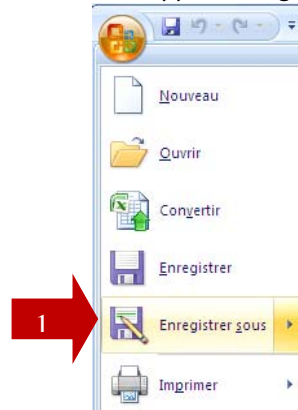 Nouveau
Ouvrir
Convertir
Enregistrer
1
Enregistrer sous
Imprimer